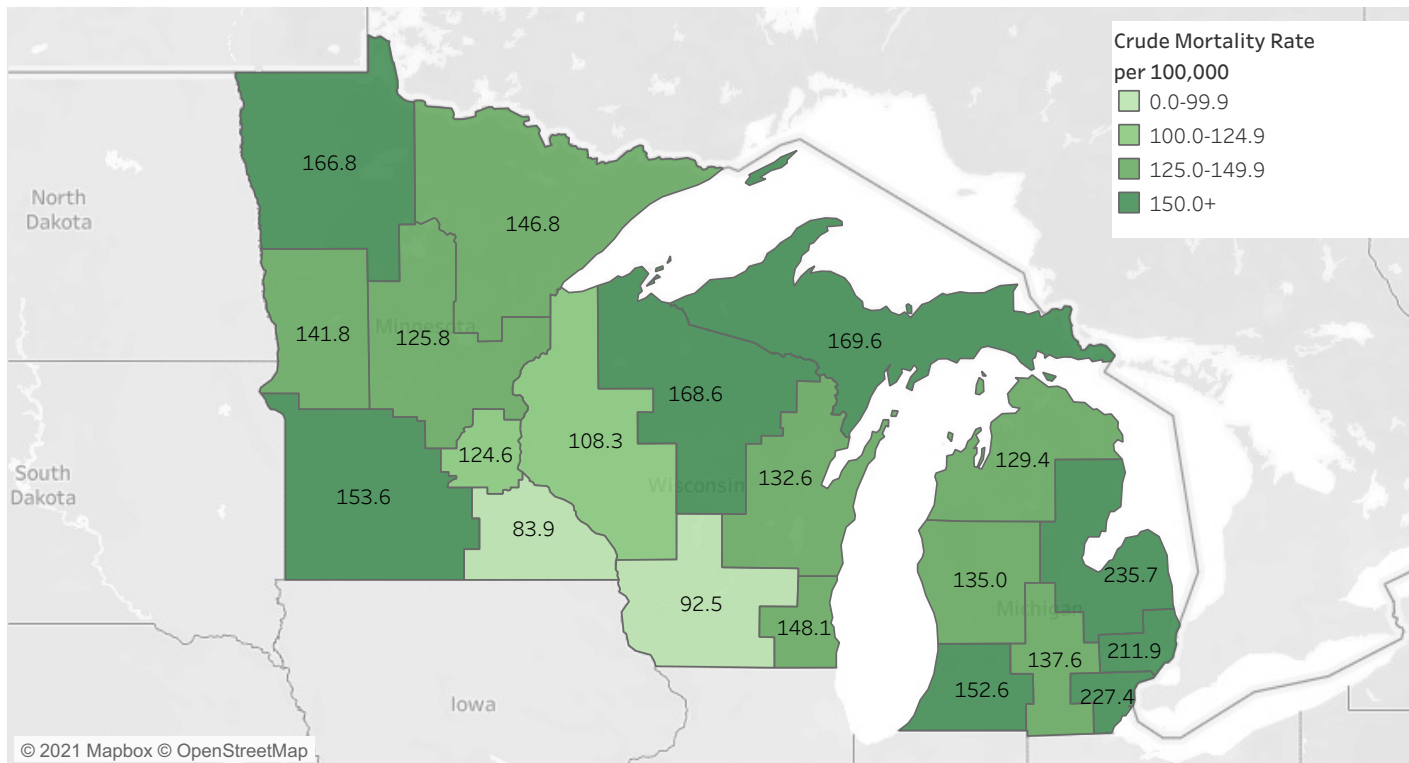 Crude Mortality Rate
per 100,000
0.0-99.9
100.0-124.9
125.0-149.9
150.0+
166.8
North
Dakota
146.8
141.8
Minnesota
125.8
169.6
168.6
108.3
124.6
129.4
South
Dakota
132.6
Wisconsin
153.6
83.9
235.7
135.0
92.5
Michigan
148.1
211.9
137.6
152.6
227.4
Iowa
© 2021 Mapbox © OpenStreetMap